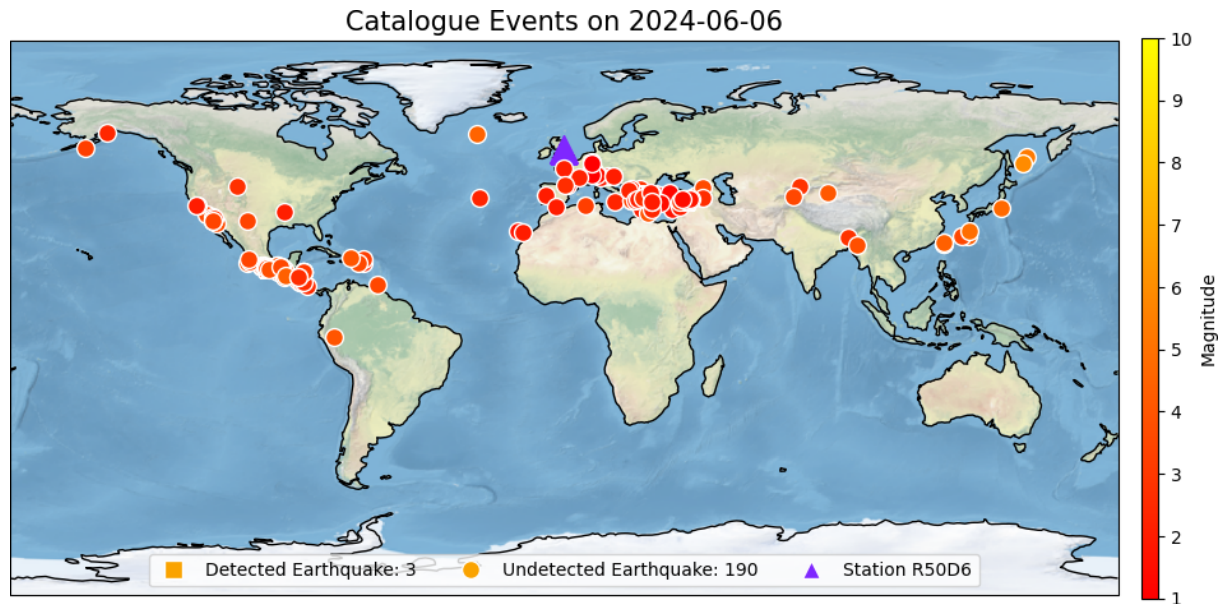 Catalogue Events on 2024-06-06
10
9
8
7
6
5
4
3
2
1
Magnitude
Detected Earthquake: 3
Undetected Earthquake: 190
Station R50D6